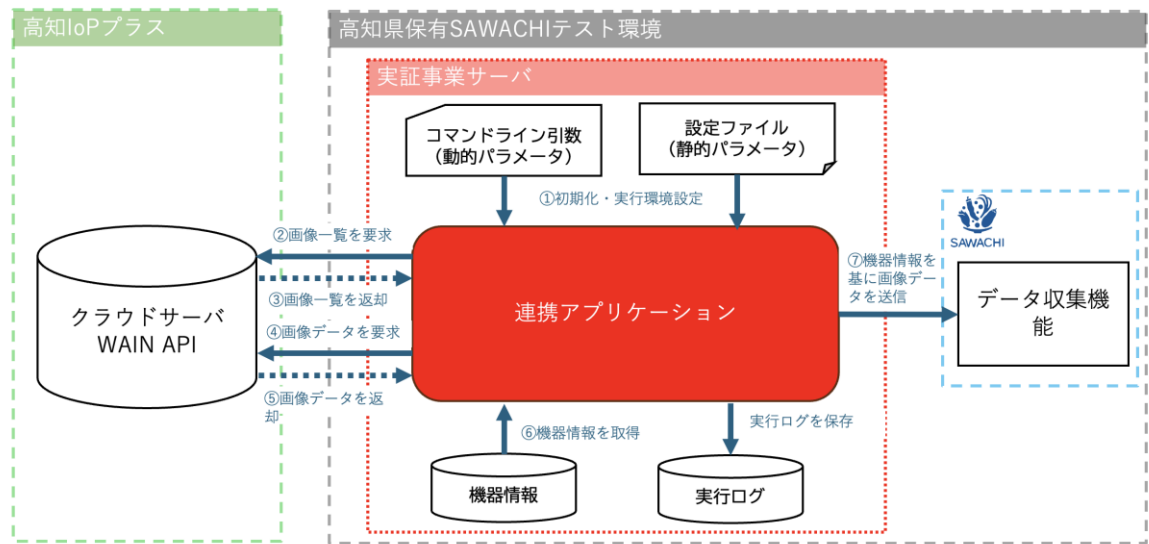 高知IoPプラス
高知県保有SAWACHIテスト環境
実証事業サーバ
コマンドライン引数
（動的パラメータ）
設定ファイル
（静的パラメータ）
①初期化・実行環境設定
②画像一覧を要求
③画像一覧を返却
④画像データを要求
⑤画像データを返
却
クラウドサーバ
WAIN API
連携アプリケーション
⑦機器情報を
基に画像デー
タを送信
SAWACHI
データ収集機
能
⑥機器情報を取得
実行ログを保存
機器情報
実行ログ